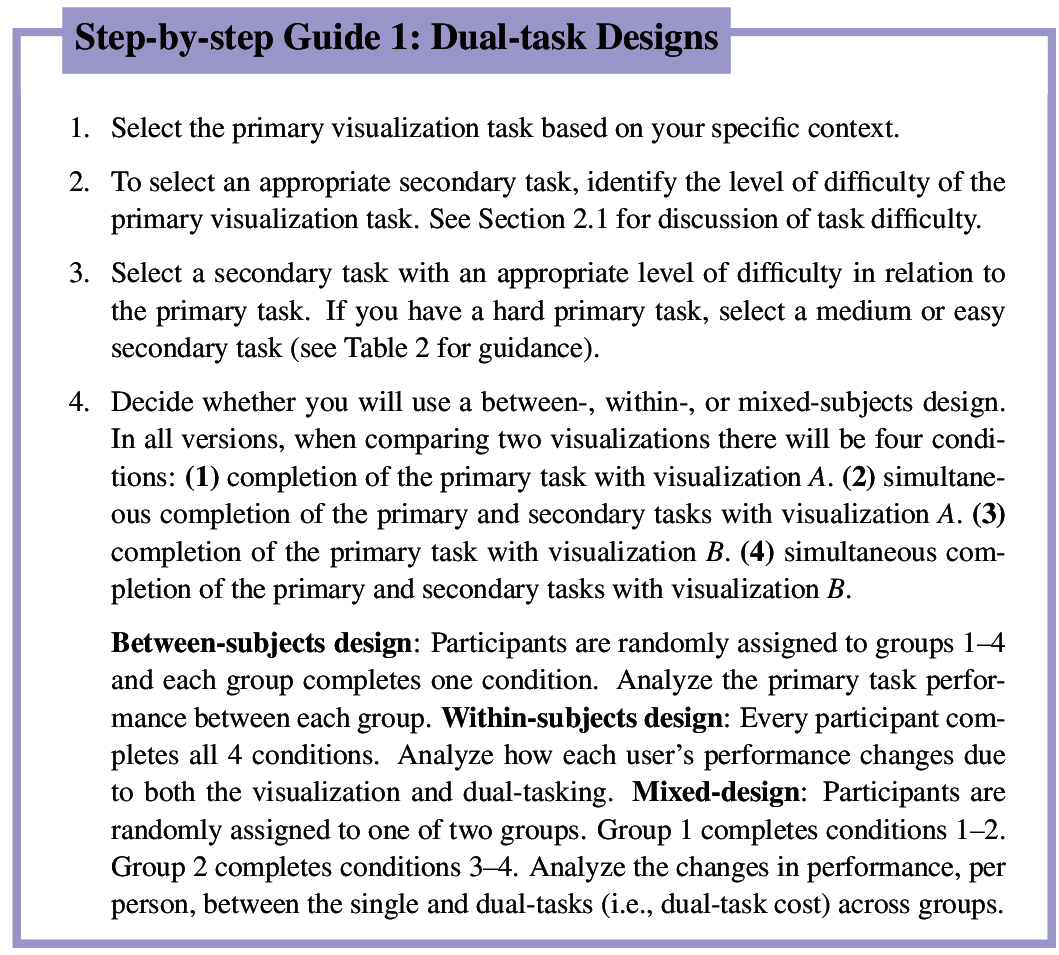 Step-by-step Guide 1: Dual-task Designs
1. Select the primary visualization task based on your specific context.
2. To select an appropriate secondary task, identify the level of difficulty of the
primary visualization task. See Section 2.1 for discussion of task difficulty.
3. Select a secondary task with an appropriate level of difficulty in relation to
the primary task. If you have a hard primary task, select a medium or easy
secondary task (see Table 2 for guidance).
4. Decide whether you will use a between-, within-, or mixed-subjects design.
In all versions, when comparing two visualizations there will be four condi-
tions: (1) completion of the primary task with visualization A. (2) simultane-
ous completion of the primary and secondary tasks with visualization A. (3)
completion of the primary task with visualization B. (4) simultaneous com-
pletion of the primary and secondary tasks with visualization B.
Between-subjects design: Participants are randomly assigned to groups 1–4
and each group completes one condition. Analyze the primary task perfor-
mance between each group. Within-subjects design: Every participant com-
pletes all 4 conditions. Analyze how each user's performance changes due
to both the visualization and dual-tasking. Mixed-design: Participants are
randomly assigned to one of two groups. Group 1 completes conditions 1–2.
Group 2 completes conditions 3–4. Analyze the changes in performance, per
person, between the single and dual-tasks (i.e., dual-task cost) across groups.